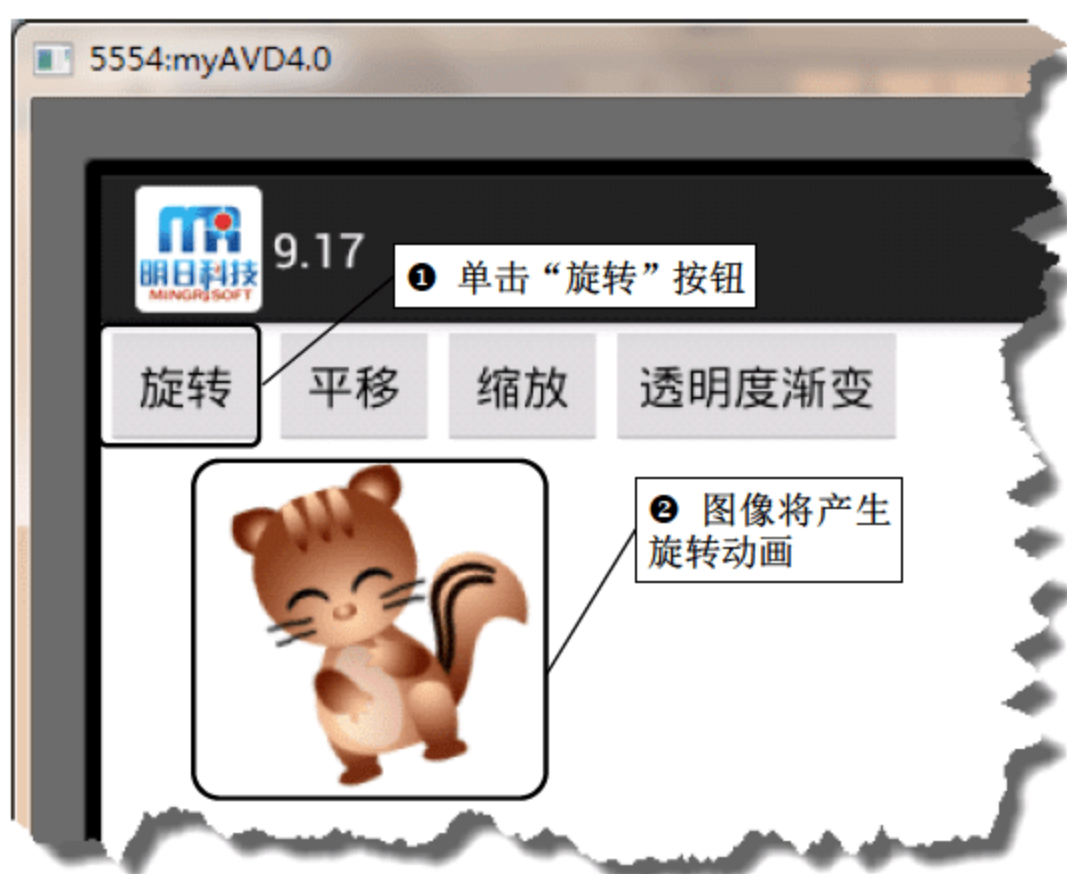 5554:myAVD4.0
明日科技
MINGRISOFT
9.17
❶ 单击“旋转”按钮
旋转
平移
缩放
透明度渐变
❷ 图像将产生
旋转动画